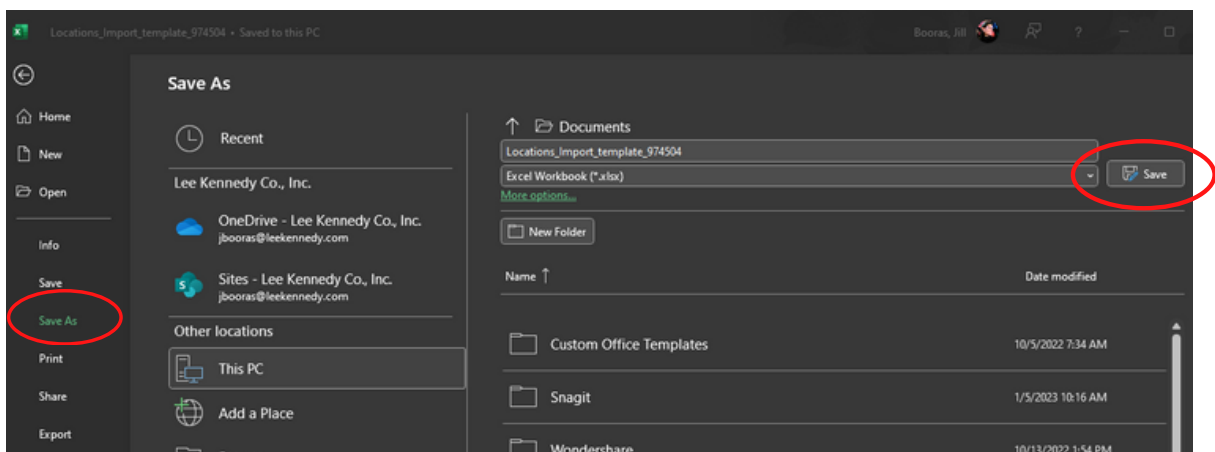 Locations_Import_template_974504 • Saved to this PC
Booras, Jill
?
Home
New
Open
Info
Save
Save As
Print
Share
Export
Save As
Recent
Lee Kennedy Co., Inc.
OneDrive - Lee Kennedy Co., Inc.
jbooras@leekennedy.com
S
Sites - Lee Kennedy Co., Inc.
jbooras@leekennedy.com
Other locations
This PC
Add a Place
↑ Documents
Locations_Import_template_974504
Excel Workbook (*.xlsx)
Save
More options...
New Folder
Name ↑ Date modified
Custom Office Templates 10/5/2022 7:34 AM
Snagit 1/5/2023 10:16 AM
Wondershare 10/13/2022 1:54 PM